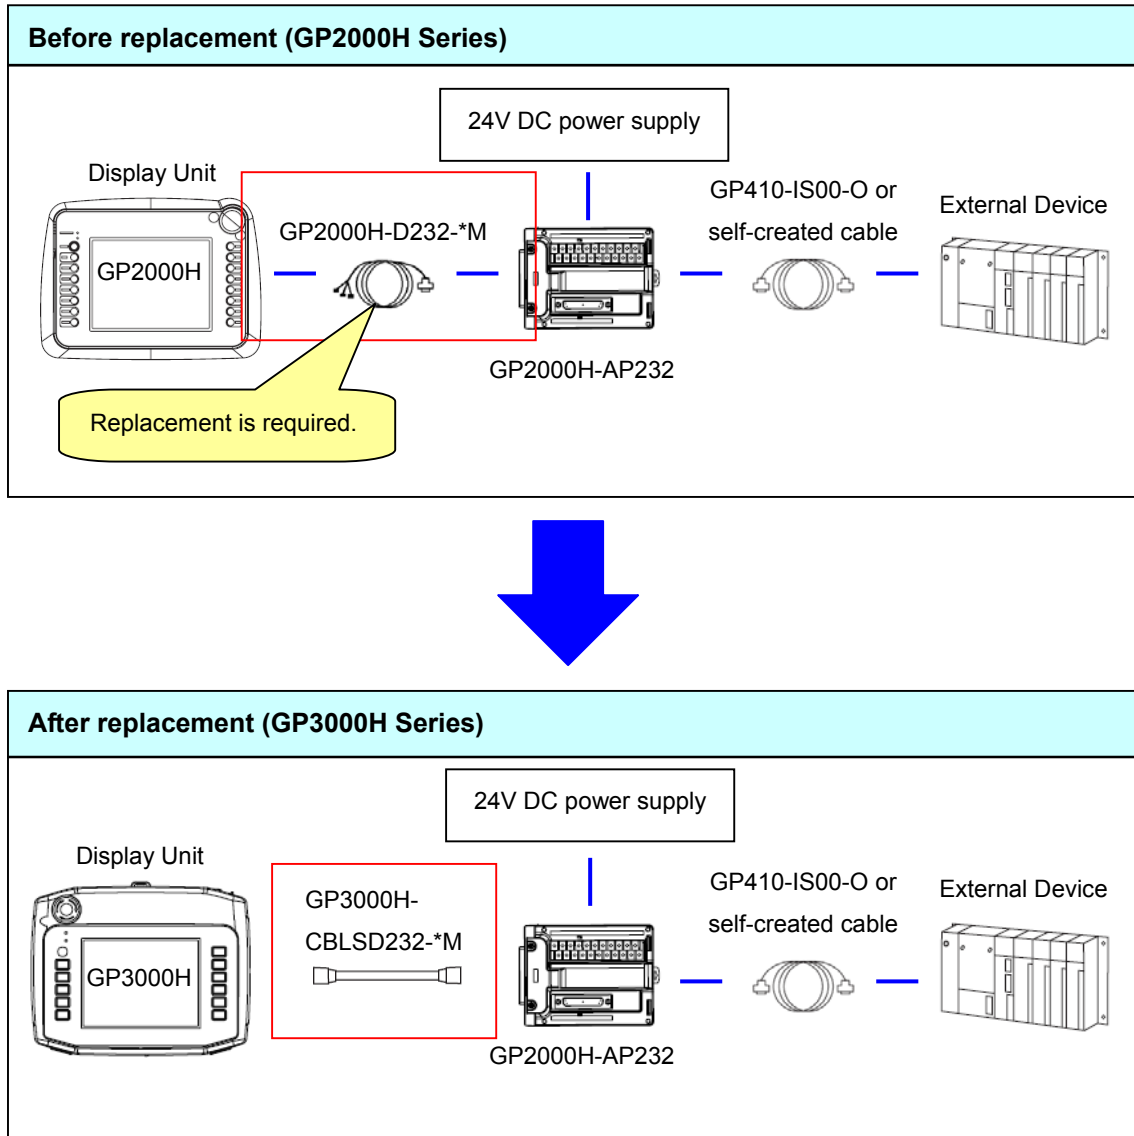 Before replacement (GP2000H Series)
24V DC power supply
Display Unit
GP2000H
GP2000H-D232-*M
GP410-IS00-O or
self-created cable
External Device
GP2000H-AP232
Replacement is required.
After replacement (GP3000H Series)
24V DC power supply
Display Unit
GP3000H
GP3000H-
CBLSD232-*M
GP410-IS00-O or
self-created cable
External Device
GP2000H-AP232